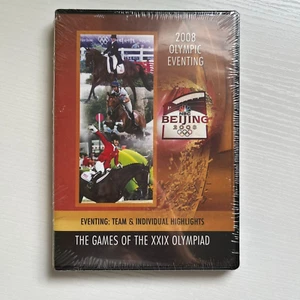 2008
OLYMPIC
EVENTING
BEIJING
2008
EVENTING: TEAM & INDIVIDUAL HIGHLIGHTS
THE GAMES OF THE XXIX OLYMPIAD